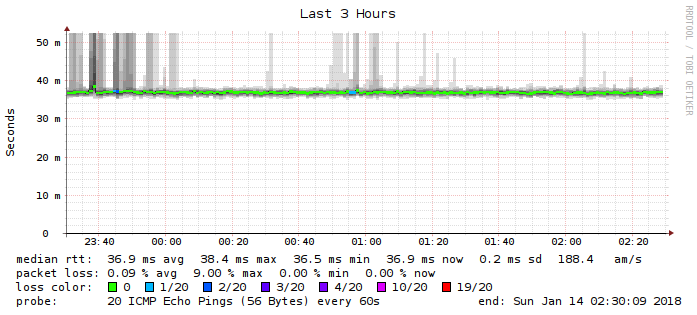 Last 3 Hours
RRDTOOL / TOBI OETIKER
Seconds
50 m
40 m
30 m
20 m
10 m
0
23:40 00:00 00:20 00:40 01:00 01:20 01:40 02:00 02:20
median rtt: 36.9 ms avg 38.4 ms max 36.5 ms min 36.9 ms now 0.2 ms sd 188.4 am/s
packet loss: 0.09 % avg 9.00 % max 0.00 % min 0.00 % now
loss color: 0 1/20 2/20 3/20 4/20 10/20 19/20
probe: 20 ICMP Echo Pings (56 Bytes) every 60s end: Sun Jan 14 02:30:09 2018